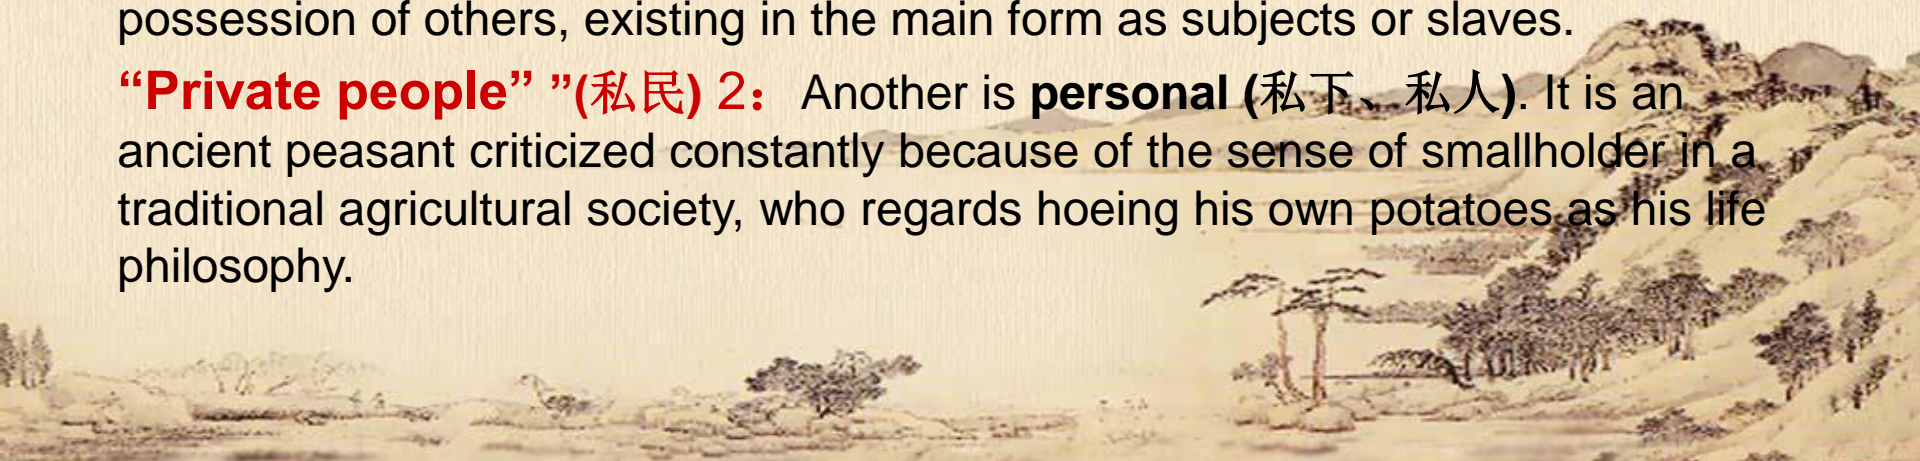 possession of others, existing in the main form as subjects or slaves.
“Private people” ”(私民) 2： Another is personal (私下、私人). It is an
ancient peasant criticized constantly because of the sense of smallholder in a
traditional agricultural society, who regards hoeing his own potatoes as his life
philosophy.